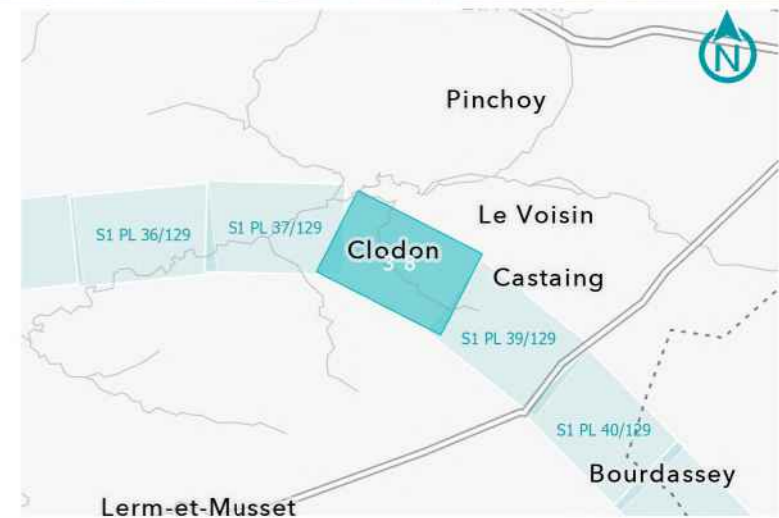 N
Pinchoy
Le Voisin
S1 PL 36/129
S1 PL 37/129
Clodon
Castaing
S1 PL 39/129
S1 PL 40/129
Bourdassey
Lerm-et-Musset